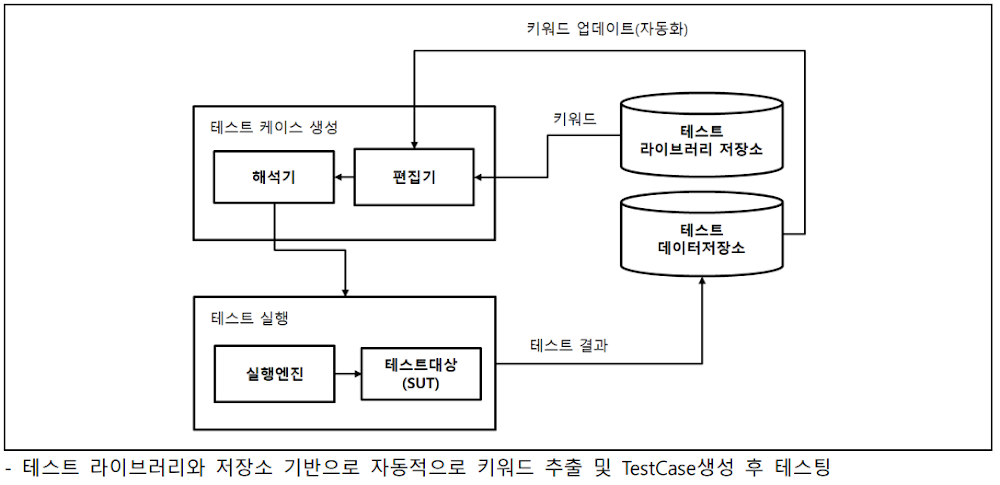 키워드 업데이트(자동화)
테스트 케이스 생성
키워드
테스트
라이브러리 저장소
해석기
편집기
테스트
데이터저장소
테스트 실행
테스트 결과
실행엔진
테스트대상
(SUT)
- 테스트 라이브러리와 저장소 기반으로 자동적으로 키워드 추출 및 TestCase생성 후 테스팅